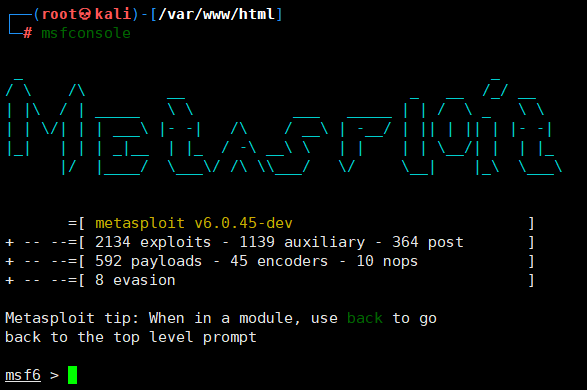 ┌──(root💀kali)-[/var/www/html]
└─# msfconsole
METASPLOIT
=[ metasploit v6.0.45-dev ]
+ -- --=[ 2134 exploits - 1139 auxiliary - 364 post ]
+ -- --=[ 592 payloads - 45 encoders - 10 nops ]
+ -- --=[ 8 evasion ]
Metasploit tip: When in a module, use back to go
back to the top level prompt
msf6 >